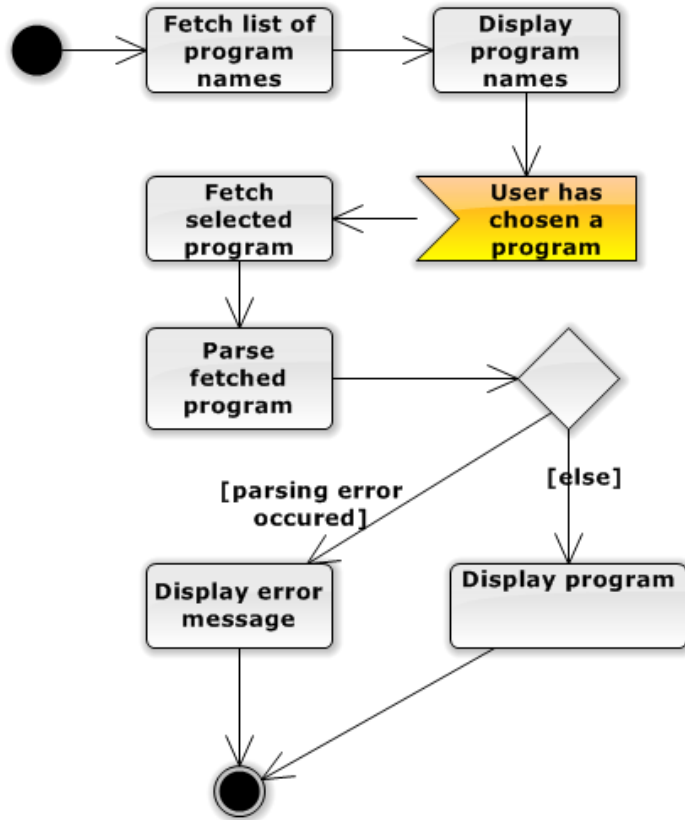 Fetch list of
program
names
Display
program
names
Fetch
selected
program
User has
chosen a
program
Parse
fetched
program
[parsing error
occured]
[else]
Display error
message
Display program